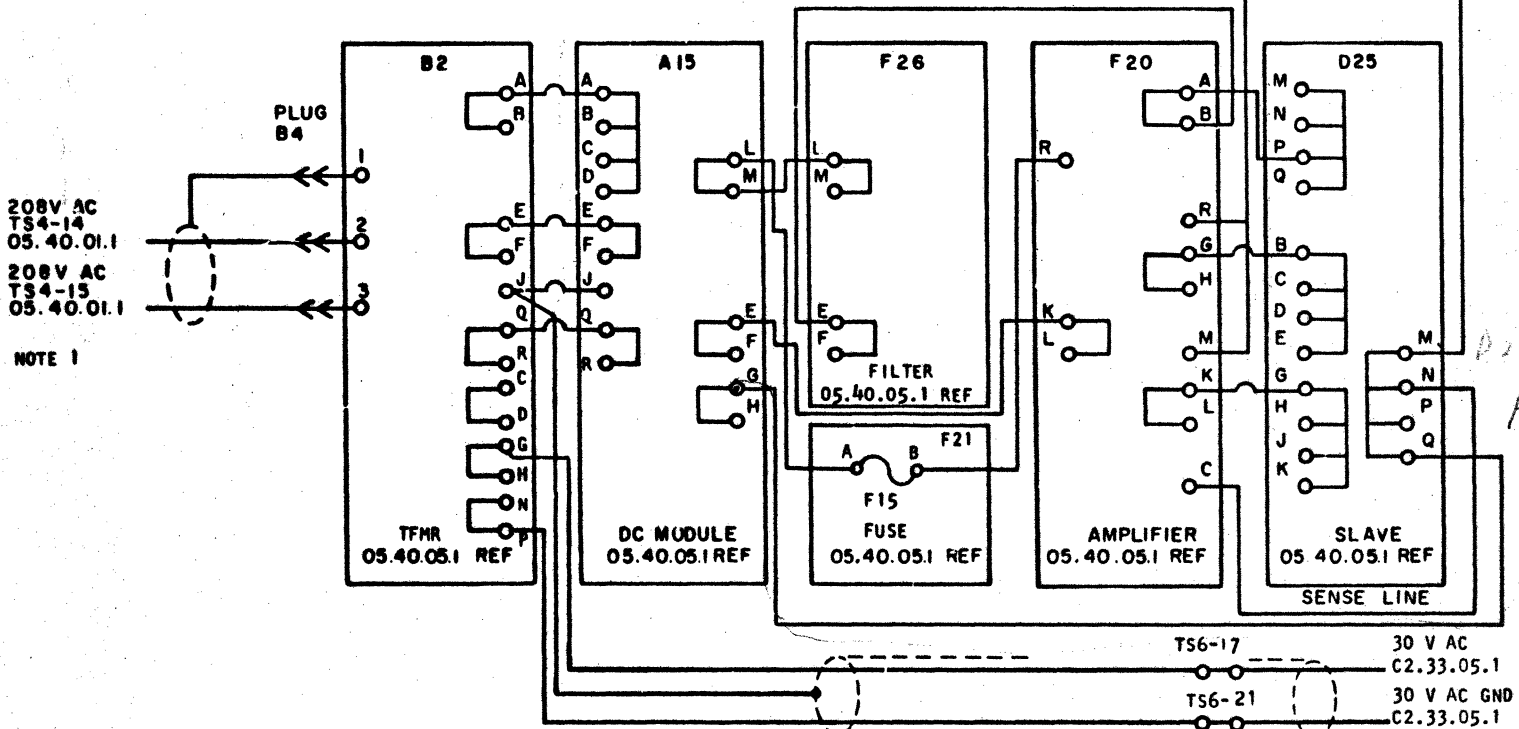 B2
A15
F26
F20
D25
PLUG
B4
1
2
3
208V AC
TS4-14
05.40.01.1
208V AC
TS4-15
05.40.01.1
NOTE 1
A
B
E
F
J
Q
R
C
D
G
H
N
P
TFMR
05.40.05.1 REF
A
B
C
D
E
F
J
Q
R
L
M
E
F
G
H
DC MODULE
05.40.05.1 REF
L
M
E
F
FILTER
05.40.05.1 REF
F21
A
B
F15
FUSE
05.40.05.1 REF
R
K
L
A
B
R
G
H
M
K
L
C
AMPLIFIER
05.40.05.1 REF
M
N
P
Q
B
C
D
E
G
H
J
K
M
N
P
Q
SLAVE
05.40.05.1 REF
SENSE LINE
TS6-17
30 V AC
C2.33.05.1
TS6-21
30 V AC GND
C2.33.05.1